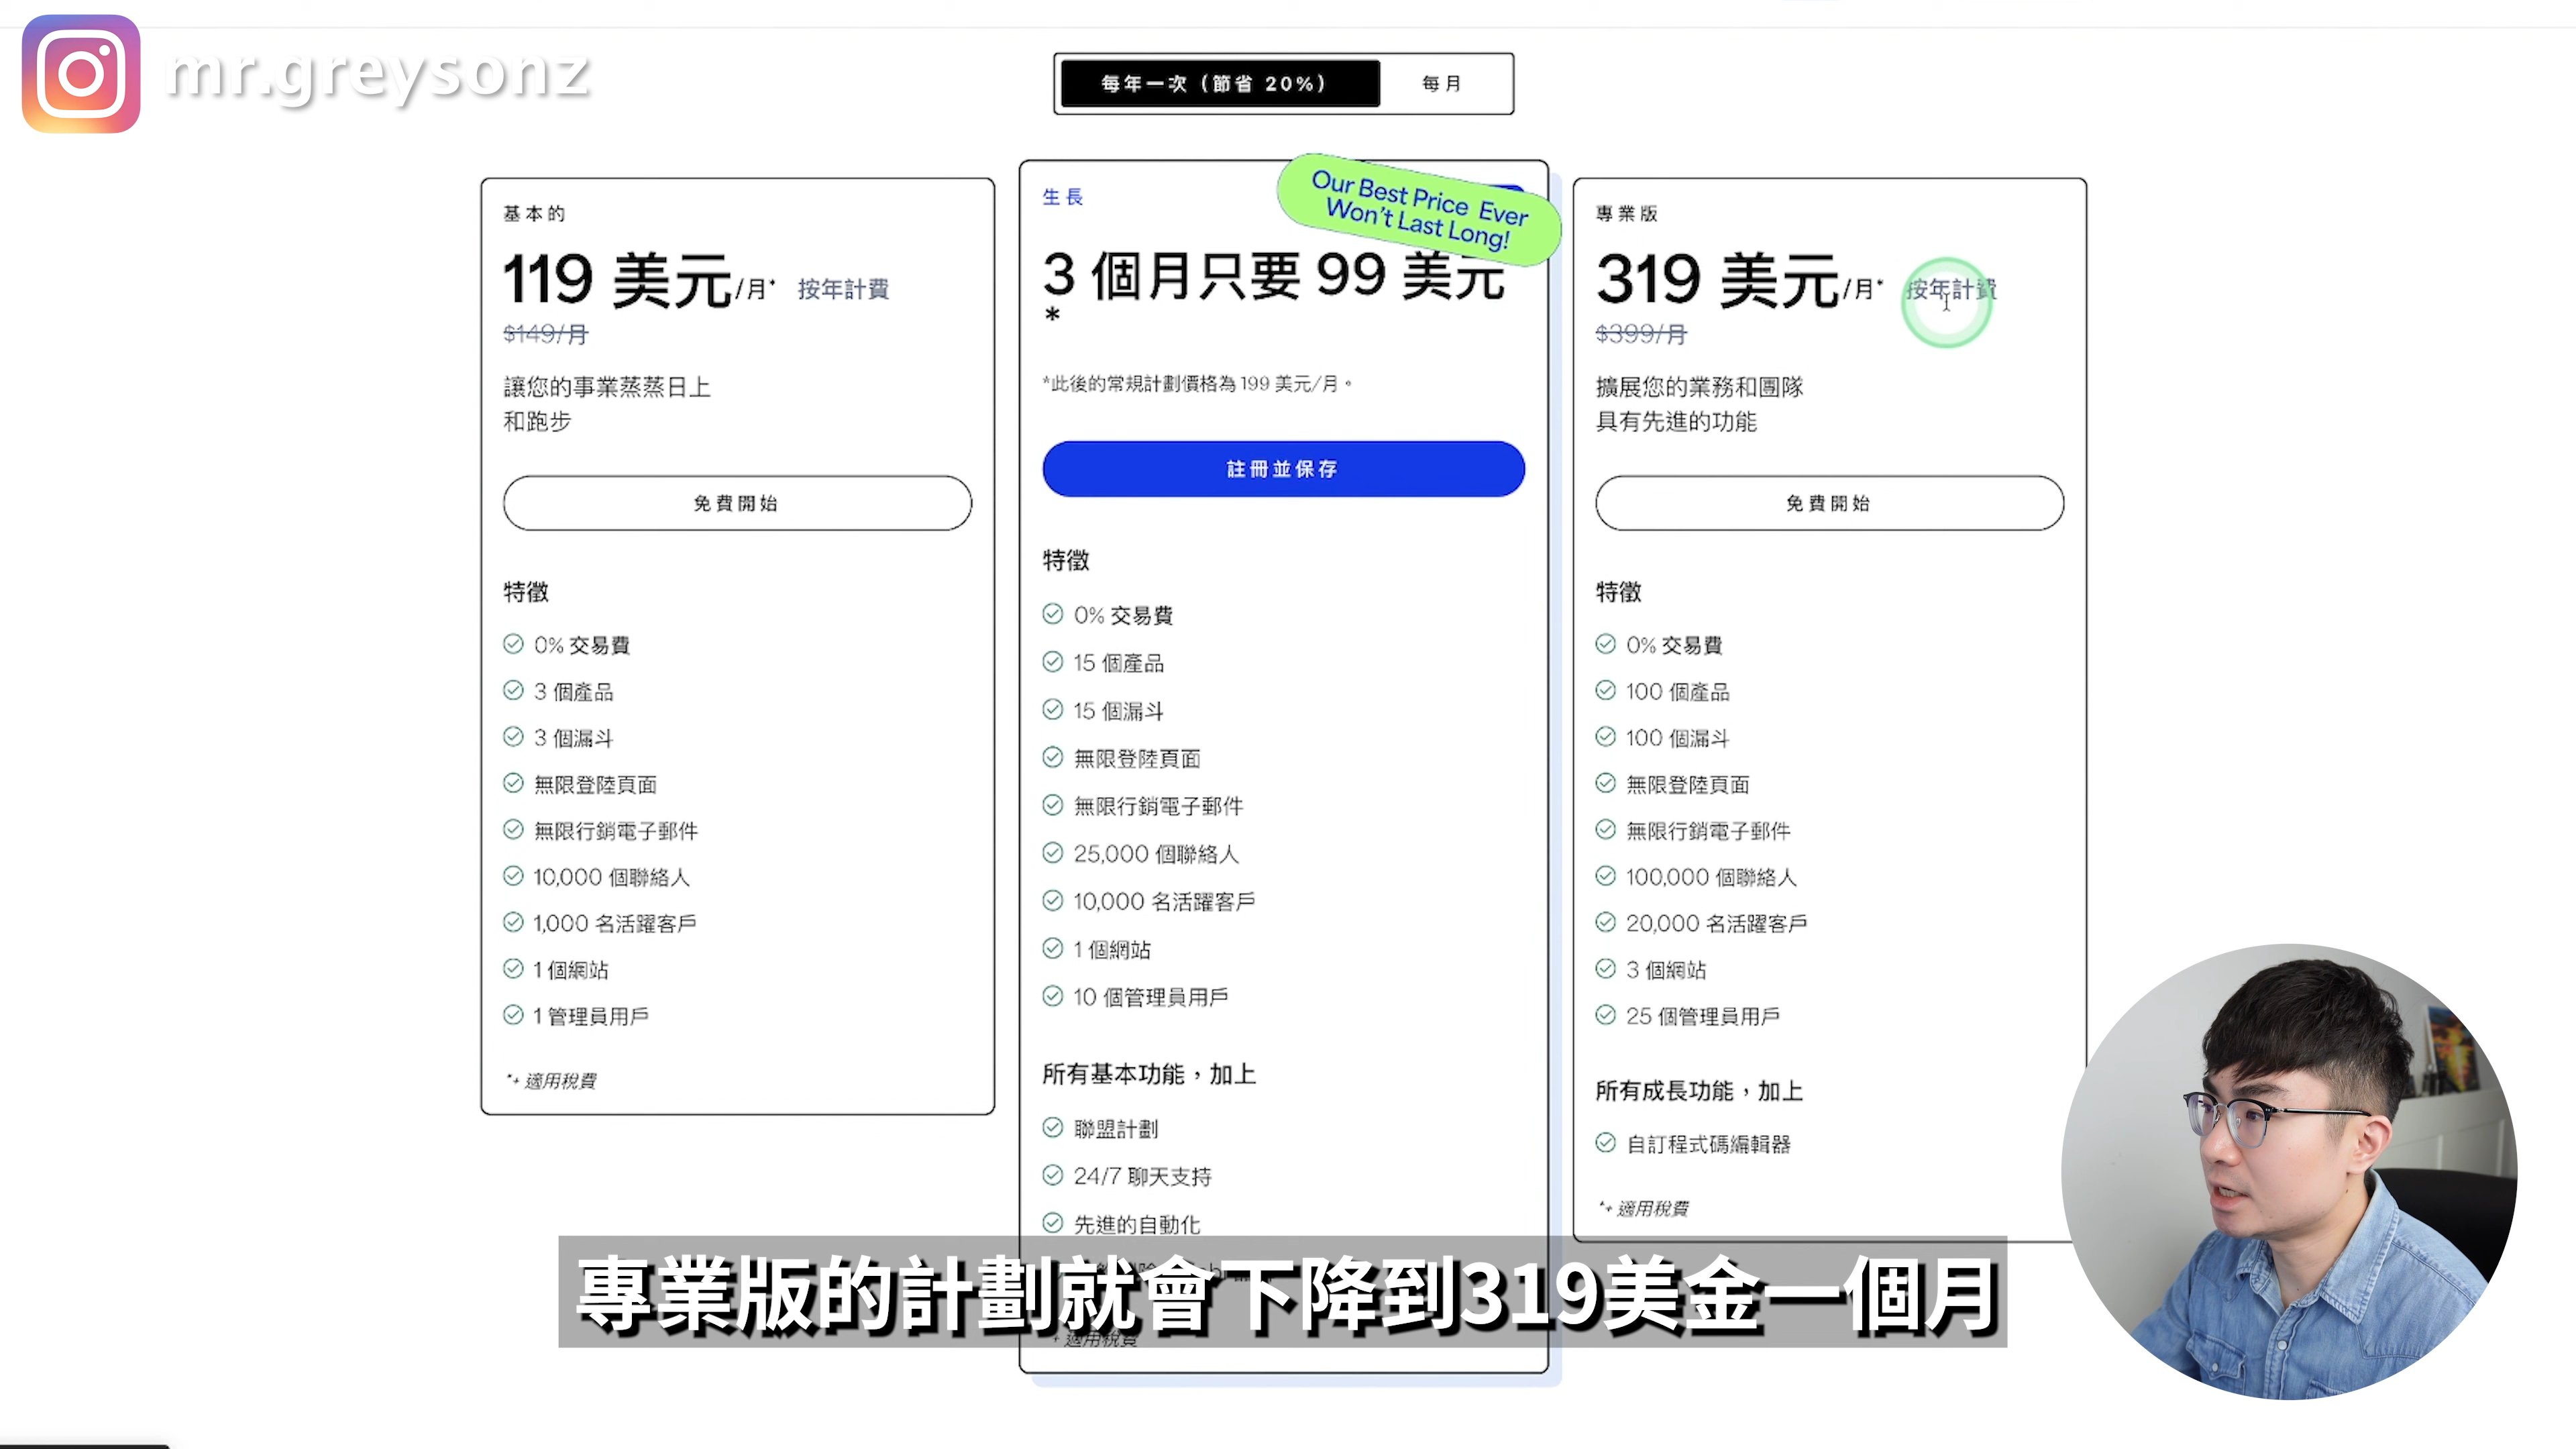 mr.greysonz
每年一次（節省 20%）
每月
基本的
119 美元/月* 按年計費
$149/月
讓您的事業蒸蒸日上
和跑步
免費開始
特徵
0% 交易費
3 個產品
3 個漏斗
無限登陸頁面
無限行銷電子郵件
10,000 個聯絡人
1,000 名活躍客戶
1 個網站
1 管理員用戶
*+ 適用稅費
生長
Our Best Price Ever
Won't Last Long!
3 個月只要 99 美元
*
*此後的常規計劃價格為 199 美元/月。
註冊並保存
特徵
0% 交易費
15 個產品
15 個漏斗
無限登陸頁面
無限行銷電子郵件
25,000 個聯絡人
10,000 名活躍客戶
1 個網站
10 個管理員用戶
所有基本功能，加上
聯盟計劃
24/7 聊天支持
先進的自動化
+ 適用稅費
專業版
319 美元/月* 按年計費
$399/月
擴展您的業務和團隊
具有先進的功能
免費開始
特徵
0% 交易費
100 個產品
100 個漏斗
無限登陸頁面
無限行銷電子郵件
100,000 個聯絡人
20,000 名活躍客戶
3 個網站
25 個管理員用戶
所有成長功能，加上
自訂程式碼編輯器
*+ 適用稅費
專業版的計劃就會下降到319美金一個月